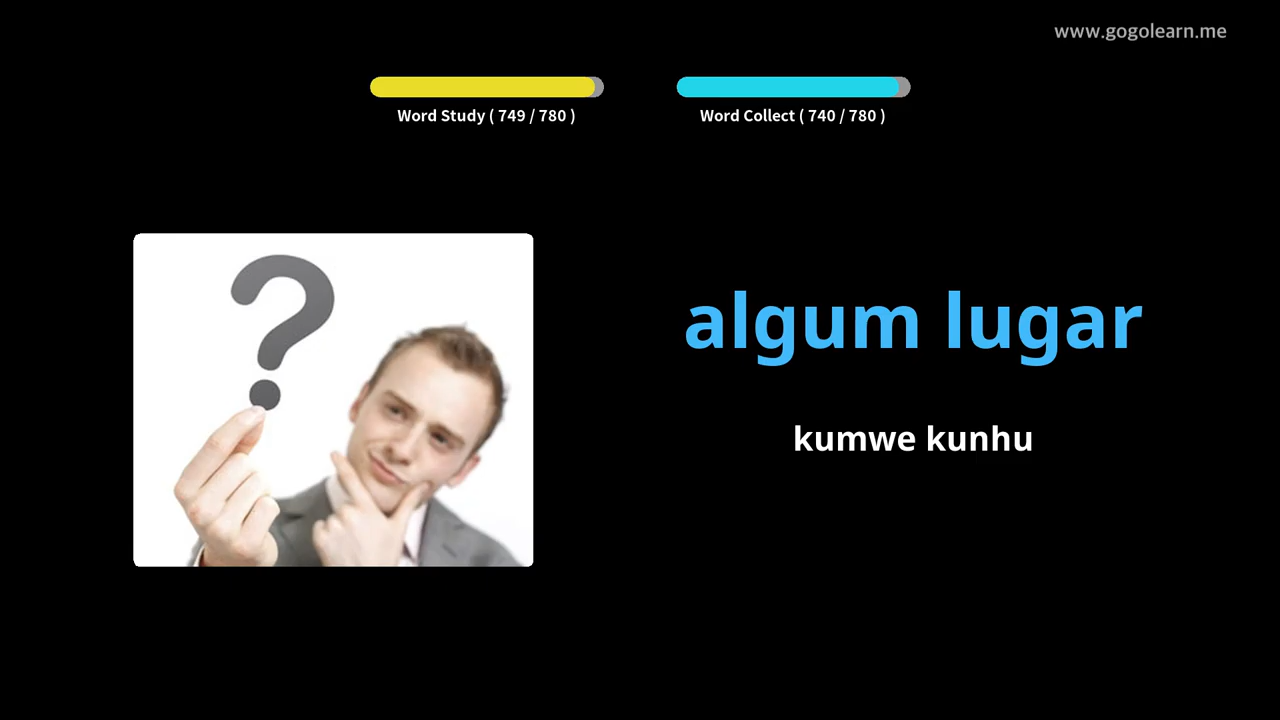 www.gogolearn.me
Word Study ( 749 / 780 )
Word Collect ( 740 / 780 )
?
algum lugar
kumwe kunhu